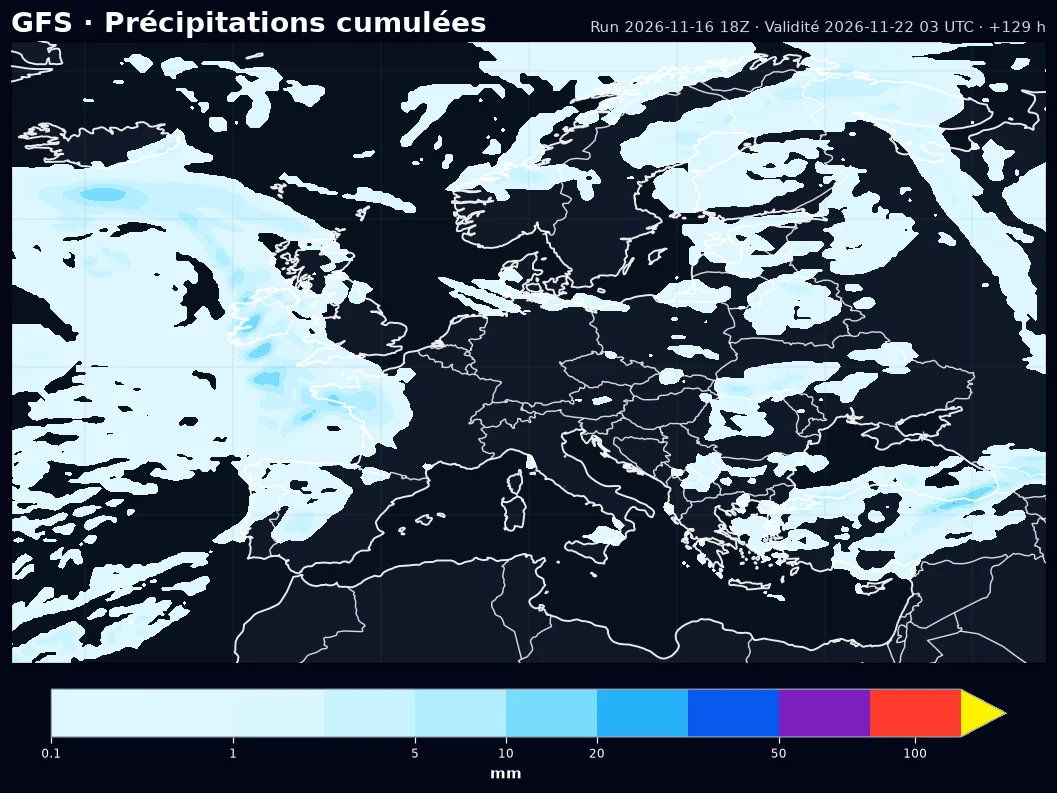 GFS · Précipitations cumulées
Run 2026-11-16 18Z · Validité 2026-11-22 03 UTC · +129 h
0.1 1 5 10 20 50 100
mm